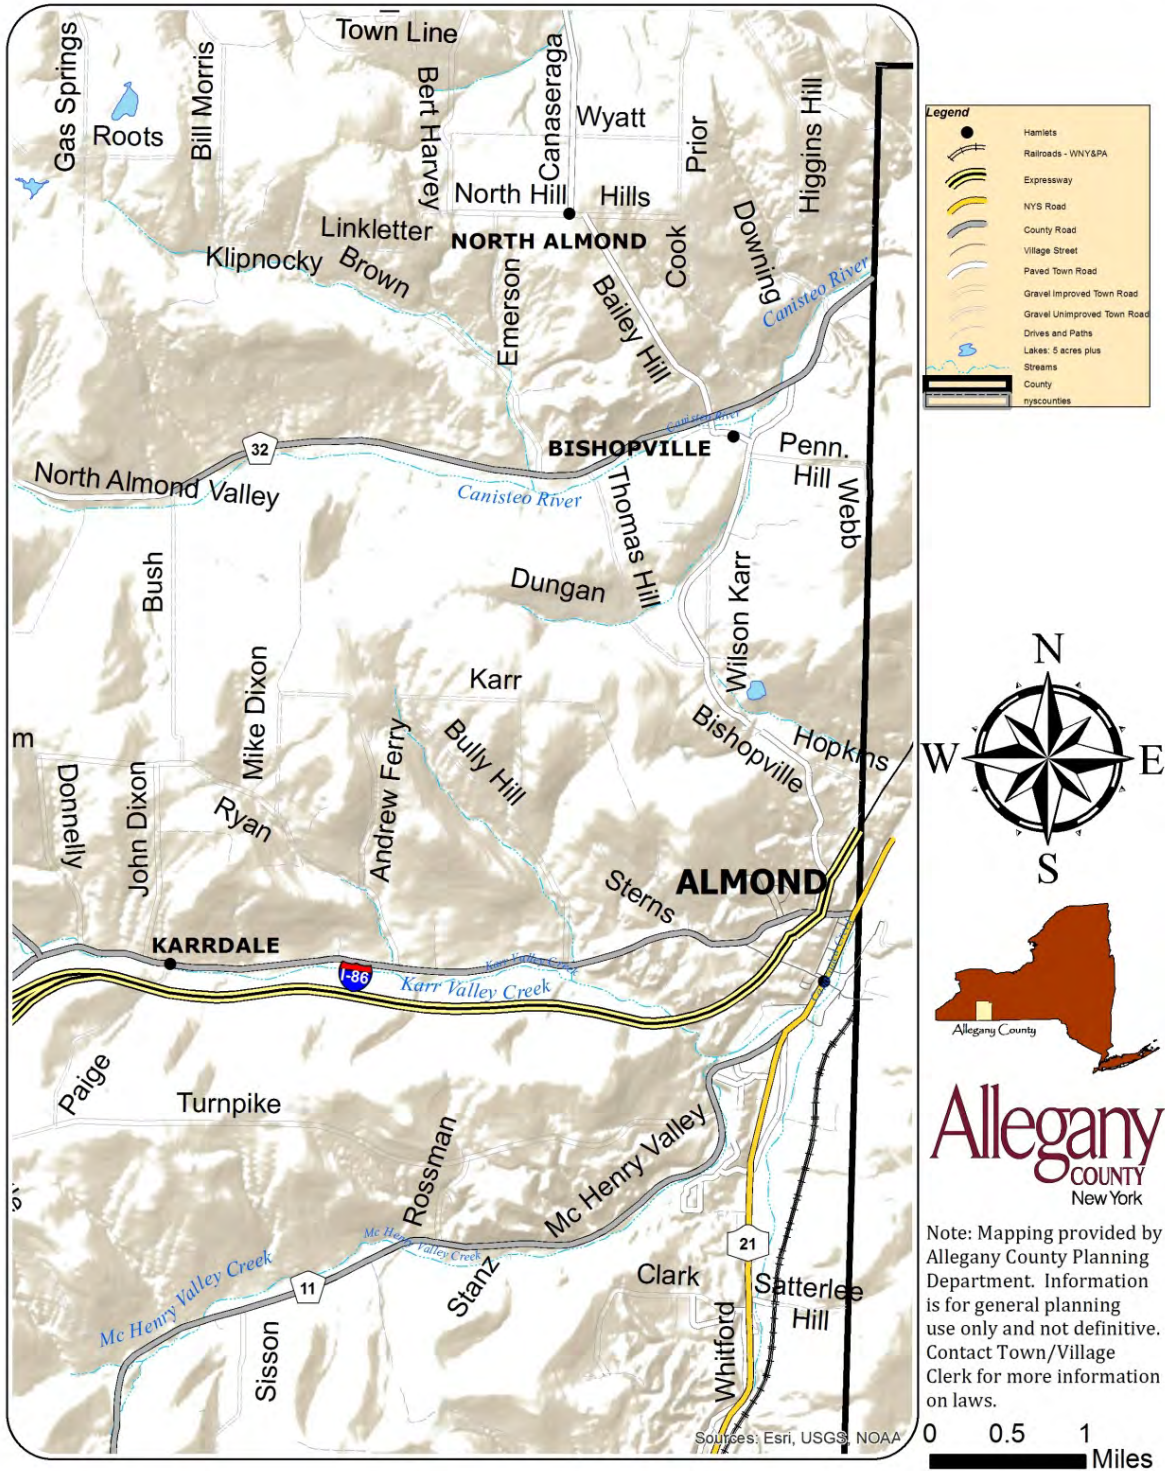 Town Line
Gas Springs
Roots
Bill Morris
Bert Harvey
Canaseraga
Wyatt
Prior
Higgins Hill
North Hill
Hills
NORTH ALMOND
Linkletter
Klipnocky
Brown
Emerson
Bailey Hill
Cook
Downing
Canisteo River
Canisteo River
BISHOPVILLE
32
North Almond Valley
Canisteo River
Penn.
Hill
Webb
Thomas Hill
Dungan
Wilson Karr
Bush
Mike Dixon
Karr
Bully Hill
Andrew Ferry
Bishopville
Hopkins
m
Donnelly
John Dixon
Ryan
Sterns
ALMOND
KARRDALE
I-86
Karr Valley Creek
Karr Valley Creek
Paige
Turnpike
Rossman
Mc Henry Valley
Mc Henry Valley Creek
Mc Henry Valley Creek
Stanz
11
Sisson
21
Clark
Satterlee
Hill
Whitford
Sources: Esri, USGS, NOAA
Legend
Hamlets
Railroads - WNY&PA
Expressway
NYS Road
County Road
Village Street
Paved Town Road
Gravel Improved Town Road
Gravel Unimproved Town Road
Drives and Paths
Lakes: 5 acres plus
Streams
County
nyscounties
N
W
E
S
Allegany County
Allegany
COUNTY
New York
Note: Mapping provided by
Allegany County Planning
Department. Information
is for general planning
use only and not definitive.
Contact Town/Village
Clerk for more information
on laws.
0 0.5 1
Miles